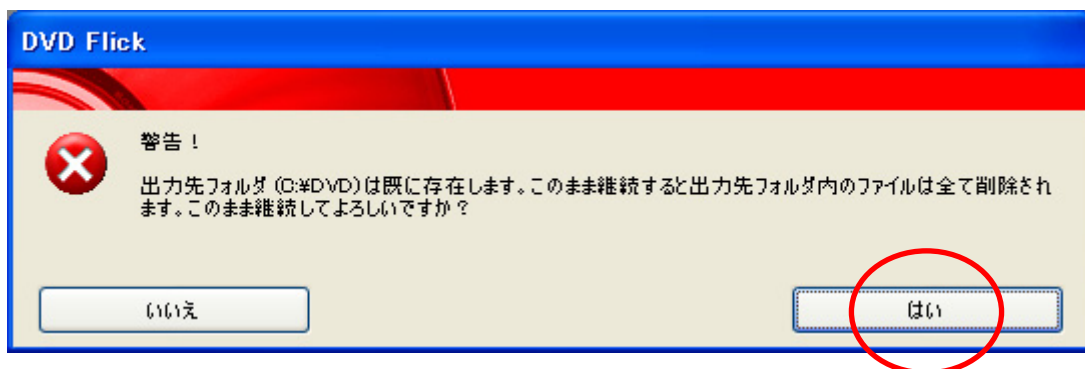 DVD Flick
警告！
出力先フォルダ (C:¥DVD)は既に存在します。このまま継続すると出力先フォルダ内のファイルは全て削除され
ます。このまま継続してよろしいですか？
いいえ
はい